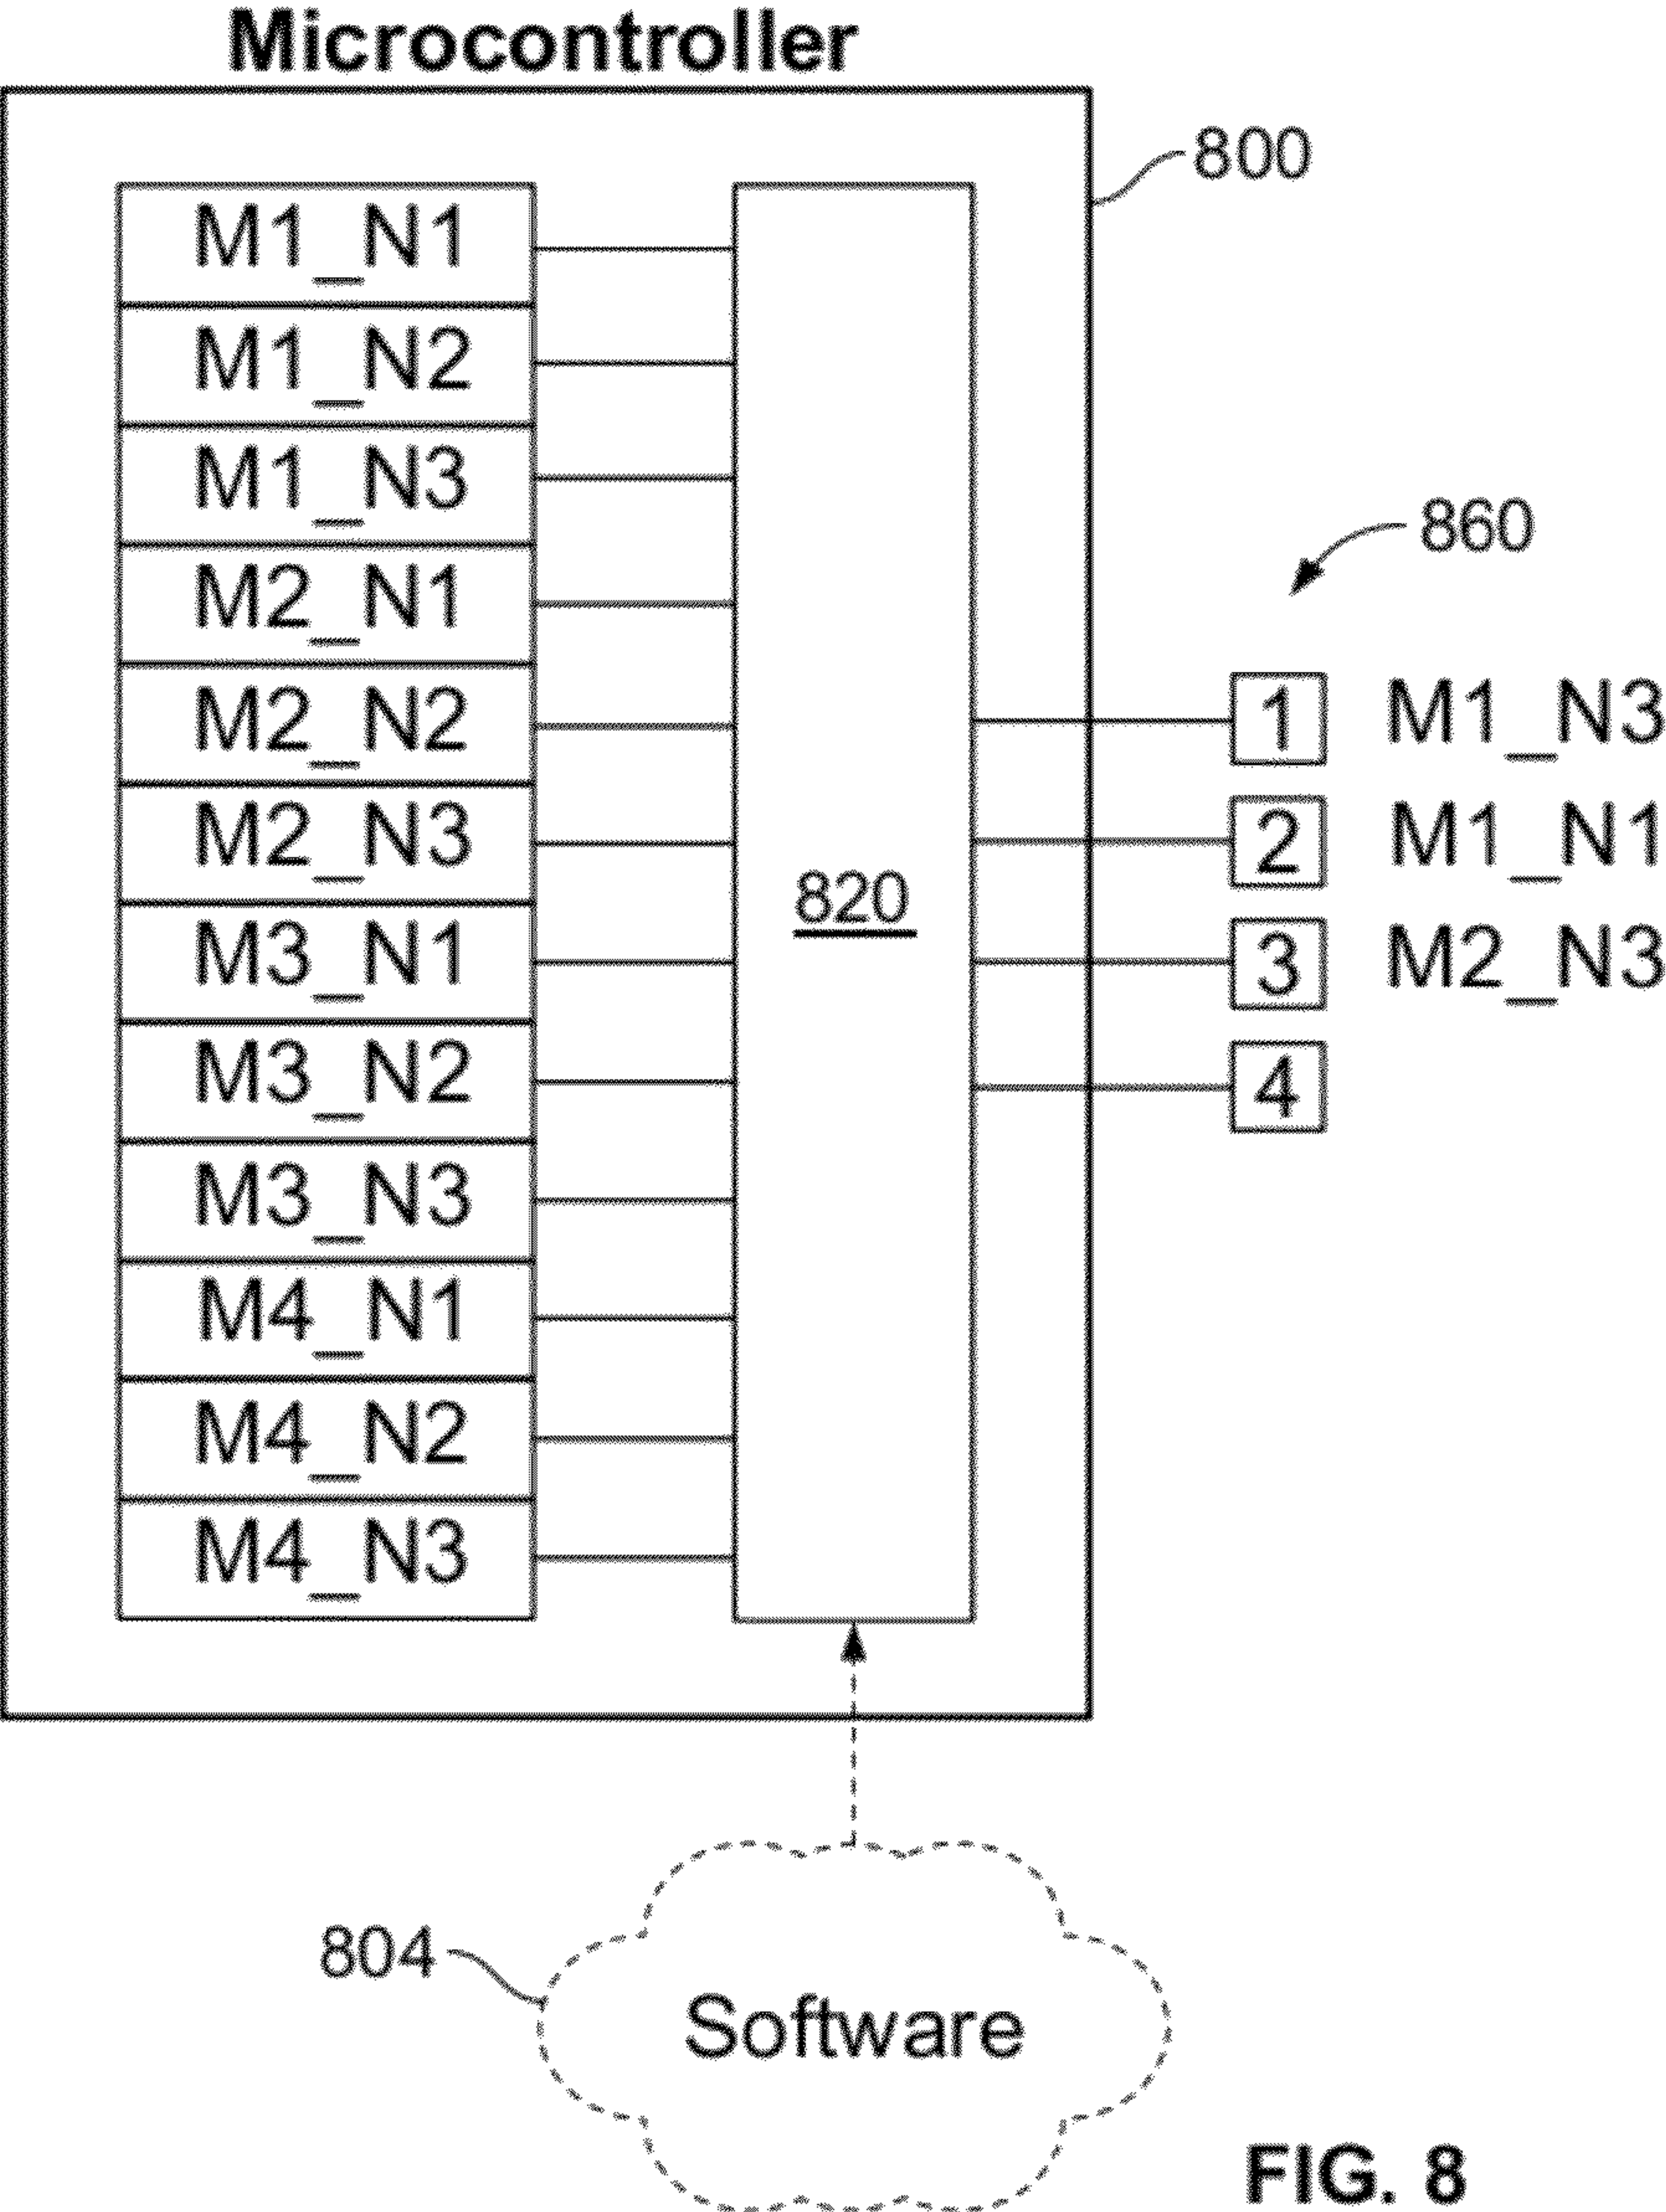 Microcontroller
800
M1_N1
M1_N2
M1_N3
M2_N1
M2_N2
M2_N3
M3_N1
M3_N2
M3_N3
M4_N1
M4_N2
M4_N3
820
860
1 M1_N3
2 M1_N1
3 M2_N3
4
804
Software
FIG. 8